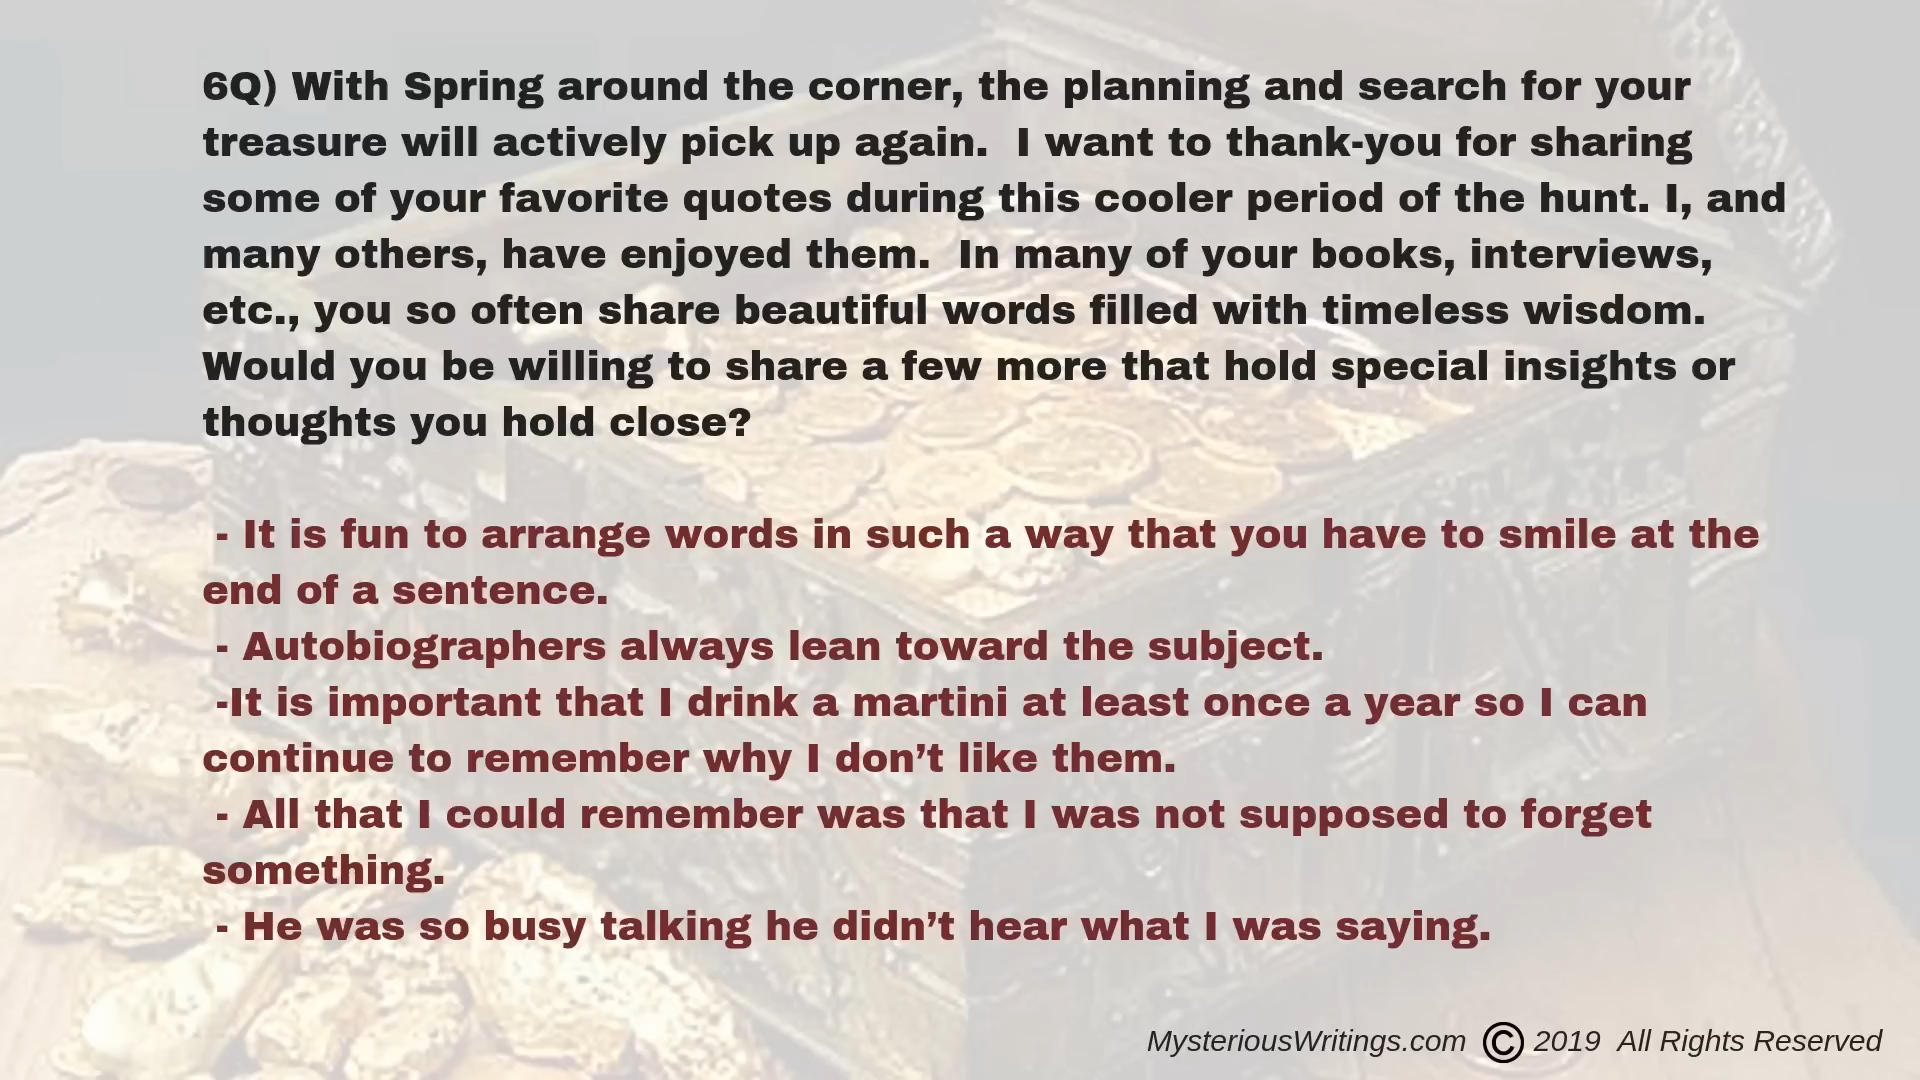 6Q) With Spring around the corner, the planning and search for your
treasure will actively pick up again.  I want to thank-you for sharing
some of your favorite quotes during this cooler period of the hunt. I, and
many others, have enjoyed them.  In many of your books, interviews,
etc., you so often share beautiful words filled with timeless wisdom.
Would you be willing to share a few more that hold special insights or
thoughts you hold close?
- It is fun to arrange words in such a way that you have to smile at the
end of a sentence.
- Autobiographers always lean toward the subject.
-It is important that I drink a martini at least once a year so I can
continue to remember why I don’t like them.
- All that I could remember was that I was not supposed to forget
something.
- He was so busy talking he didn’t hear what I was saying.
MysteriousWritings.com © 2019  All Rights Reserved